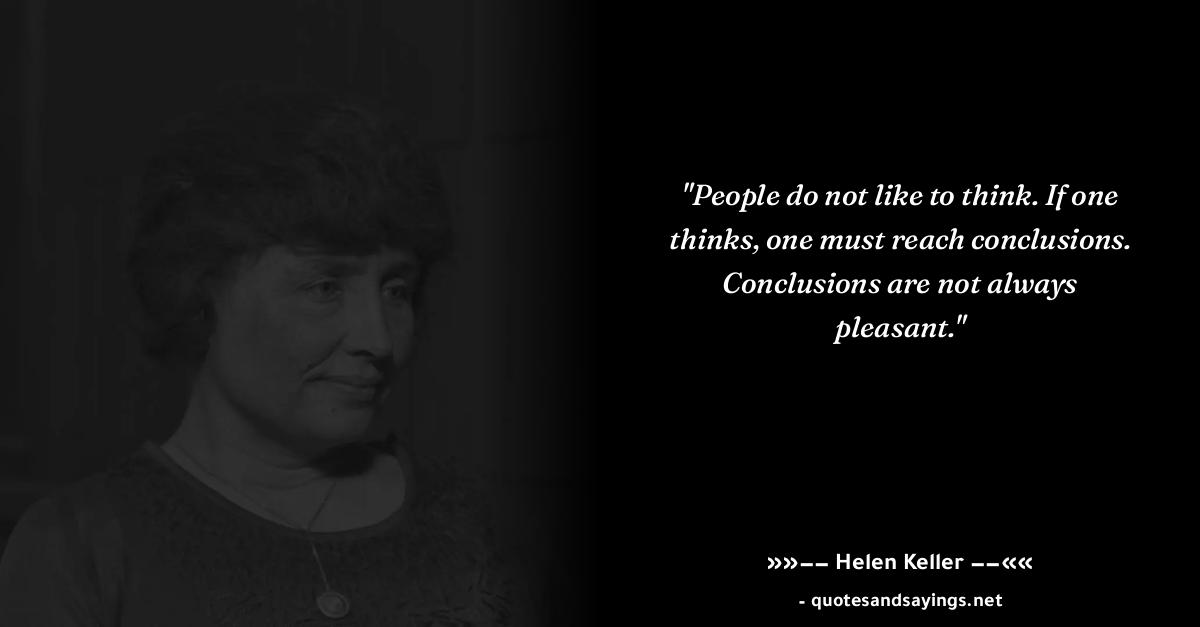 "People do not like to think. If one
thinks, one must reach conclusions.
Conclusions are not always
pleasant."
»»−− Helen Keller −−««
- quotesandsayings.net